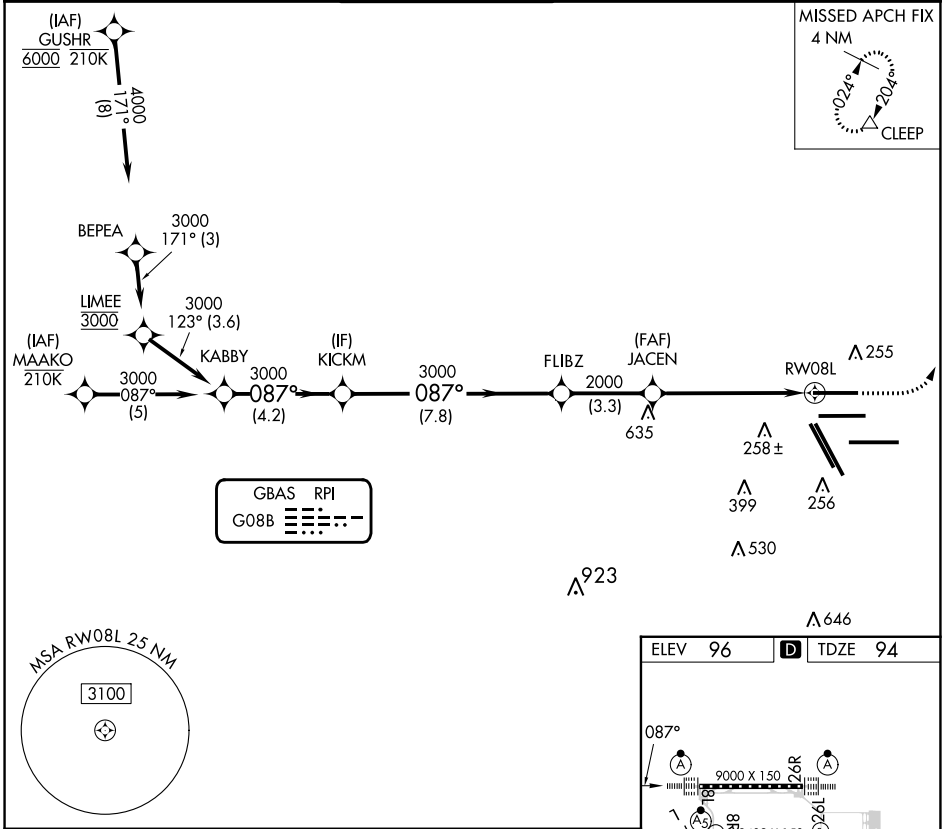 (IAF)
GUSHR
6000 210K
4000
171°
(8)
MISSED APCH FIX
4 NM
024°
204°
CLEEP
BEPEA
3000
171° (3)
LIMEE
3000
3000
123° (3.6)
(IAF)
MAAKO
210K
3000
087°
(5)
KABBY
3000
087°
(4.2)
(IF)
KICKM
3000
087°
(7.8)
FLIBZ
2000
(3.3)
(FAF)
JACEN
635
RW08L
255
258 ±
399
256
530
923
646
GBAS RPI
G08B
MSA RW08L 25 NM
3100
ELEV 96 D TDZE 94
087°
A
A
9000 X 150
26R
8L
A5
8R
26L